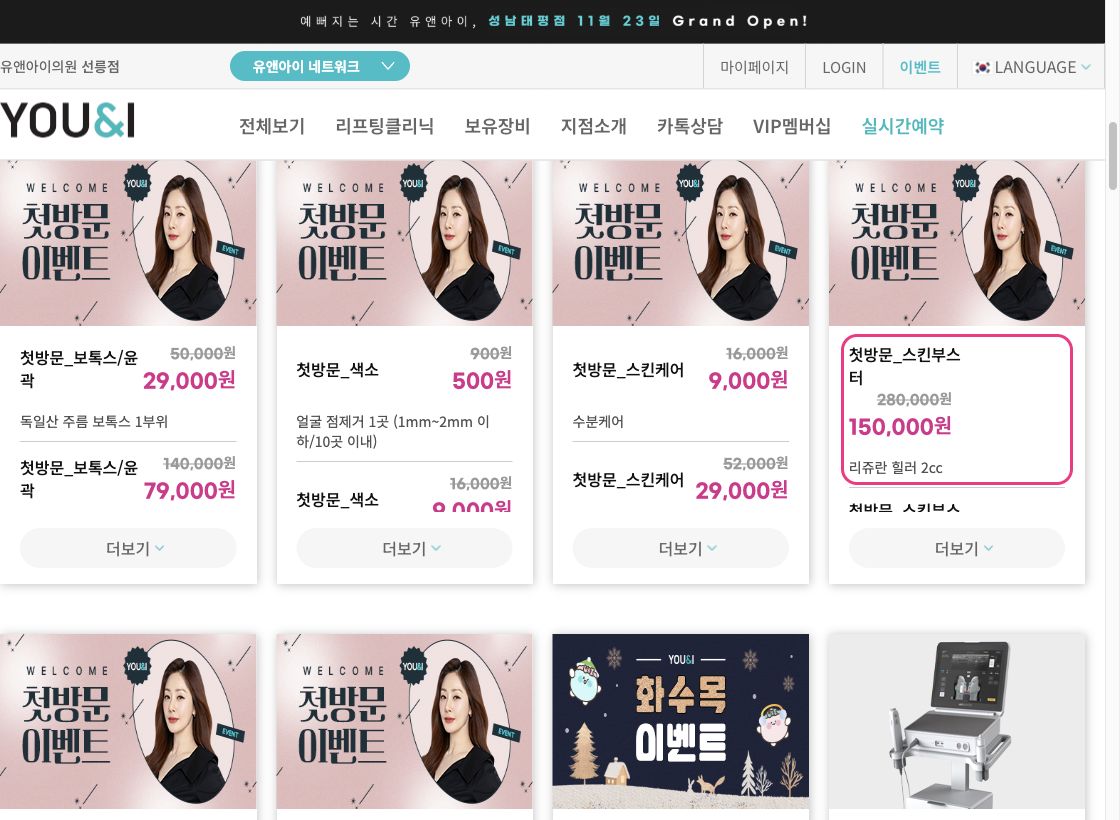 예뻐지는 시간 유앤아이, 성남태평점 11월 23일 Grand Open!
유앤아이의원 선릉점
유앤아이 네트워크
마이페이지
LOGIN
이벤트
LANGUAGE
YOU&I
전체보기
리프팅클리닉
보유장비
지점소개
카톡상담
VIP멤버십
실시간예약
WELCOME
YOU&I
첫방문
이벤트
EVENT
첫방문_보톡스/윤
곽
50,000원
29,000원
독일산 주름 보톡스 1부위
첫방문_보톡스/윤
곽
140,000원
79,000원
더보기
WELCOME
YOU&I
첫방문
이벤트
EVENT
첫방문_색소
900원
500원
얼굴 점제거 1곳 (1mm~2mm 이
하/10곳 이내)
첫방문_색소
16,000원
9,000원
더보기
WELCOME
YOU&I
첫방문
이벤트
EVENT
첫방문_스킨케어
16,000원
9,000원
수분케어
첫방문_스킨케어
52,000원
29,000원
더보기
WELCOME
YOU&I
첫방문
이벤트
EVENT
첫방문_스킨부스
터
280,000원
150,000원
리쥬란 힐러 2cc
첫방문_스킨부스
더보기
WELCOME
YOU&I
첫방문
이벤트
EVENT
WELCOME
YOU&I
첫방문
이벤트
EVENT
YOU&I
화수목
이벤트